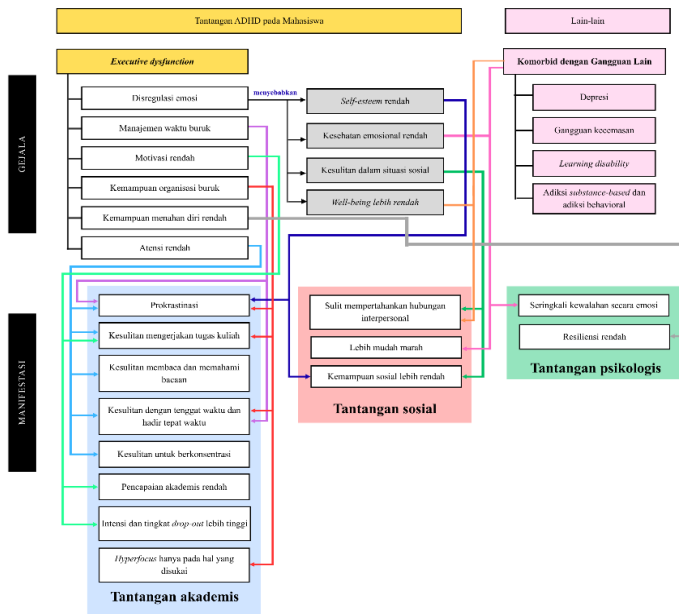 Tantangan ADHD pada Mahasiswa
Lain-lain
Executive dysfunction
Komorbid dengan Gangguan Lain
GEJALA
Disregulasi emosi
menyebabkan
Self-esteem rendah
Depresi
Manajemen waktu buruk
Kesehatan emosional rendah
Gangguan kecemasan
Motivasi rendah
Kesulitan dalam situasi sosial
Learning disability
Kemampuan organisasi buruk
Well-being lebih rendah
Adiksi substance-based dan
adiksi behavioral
Kemampuan menahan diri rendah
Atensi rendah
MANIFESTASI
Prokrastinasi
Kesulitan mengerjakan tugas kuliah
Kesulitan membaca dan memahami
bacaan
Kesulitan dengan tenggat waktu dan
hadir tepat waktu
Kesulitan untuk berkonsentrasi
Pencapaian akademis rendah
Intensi dan tingkat drop-out lebih tinggi
Hyperfocus hanya pada hal yang
disukai
Tantangan akademis
Sulit mempertahankan hubungan
interpersonal
Lebih mudah marah
Kemampuan sosial lebih rendah
Tantangan sosial
Seringkali kewalahan secara emosi
Resiliensi rendah
Tantangan psikologis